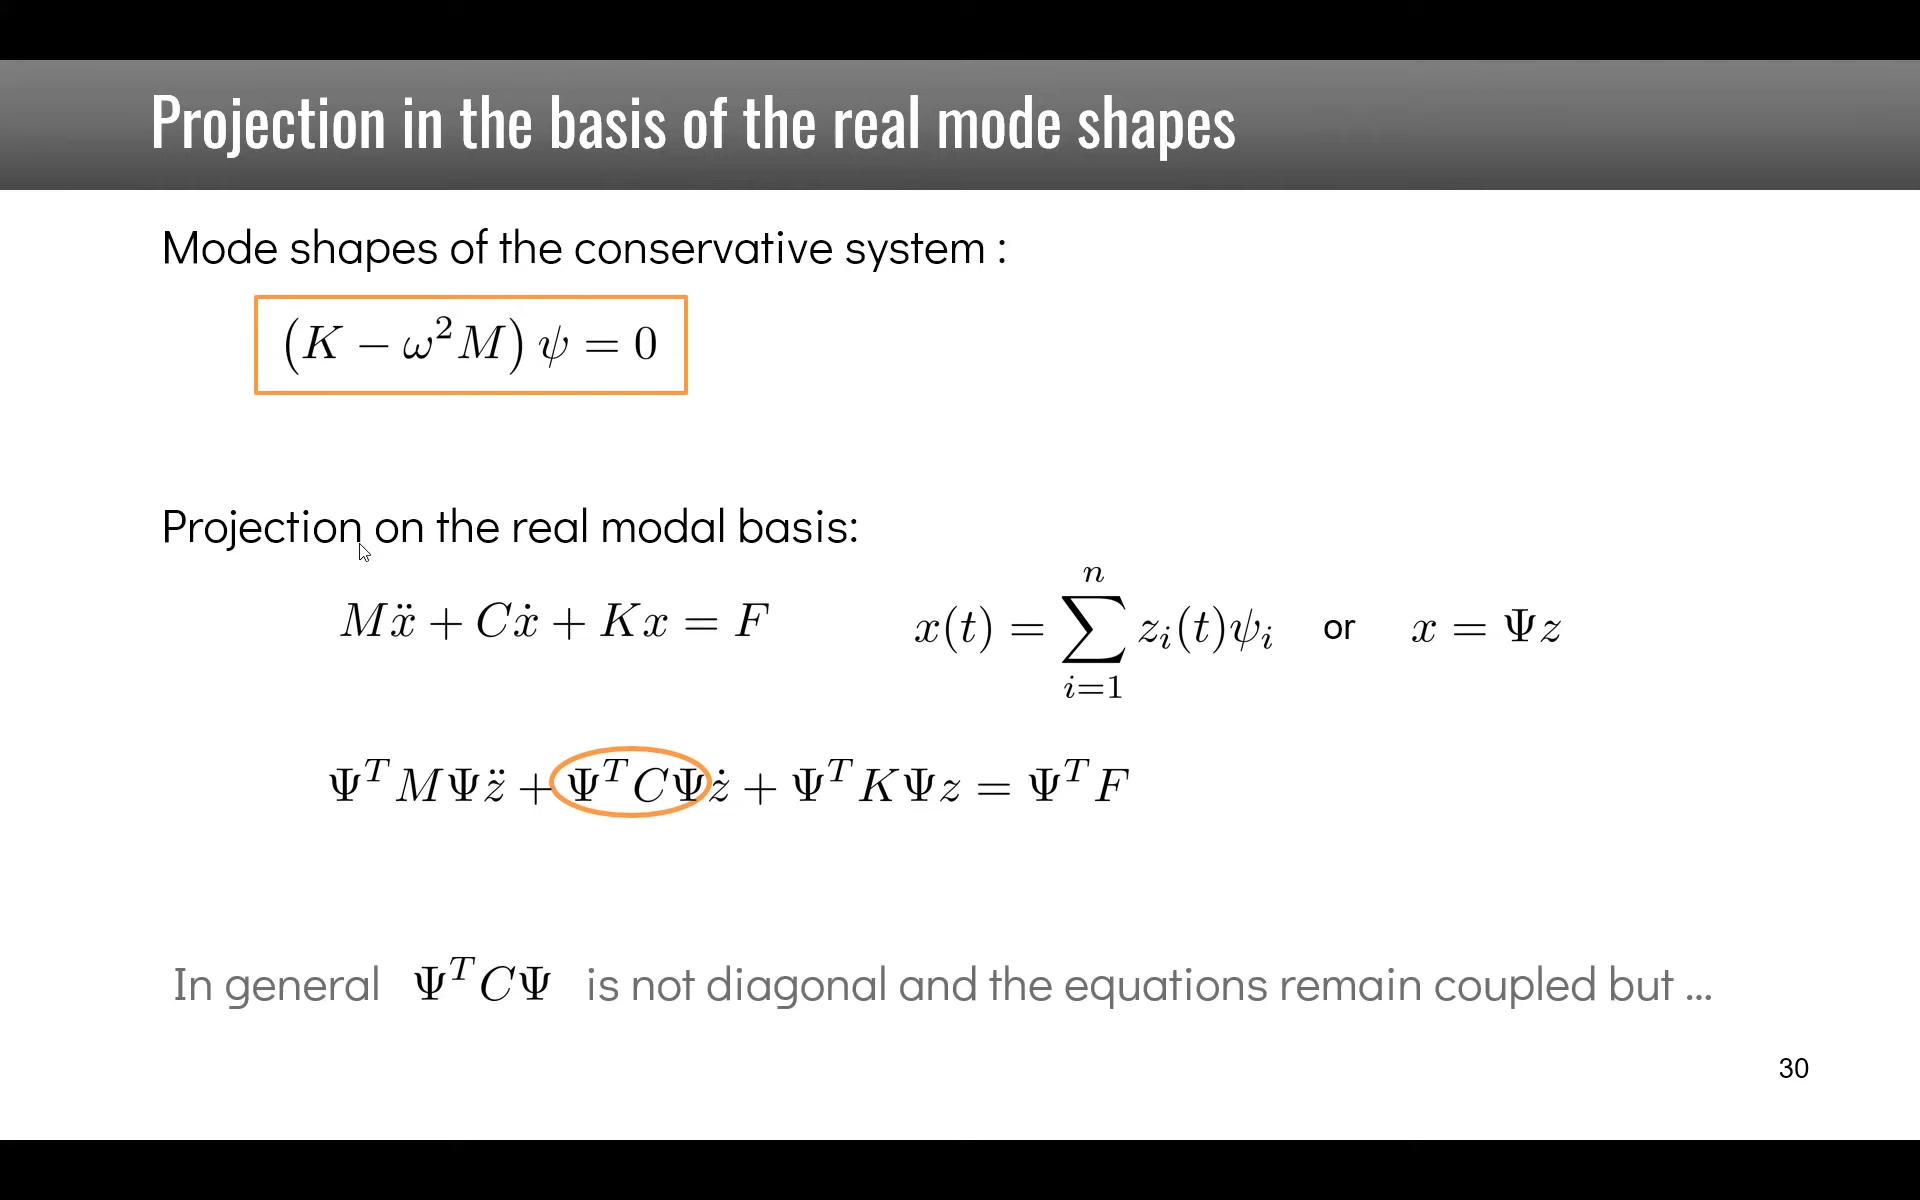 Projection in the basis of the real mode shapes
Mode shapes of the conservative system :
(K − ω²M) ψ = 0
Projection on the real modal basis:
Mẍ + Cẋ + Kx = F x(t) = ∑ᵢ₌₁ⁿ zᵢ(t)ψᵢ or x = Ψz
ΨᵀMΨz̈ + ΨᵀCΨż + ΨᵀKΨz = ΨᵀF
In general ΨᵀCΨ is not diagonal and the equations remain coupled but ...
30